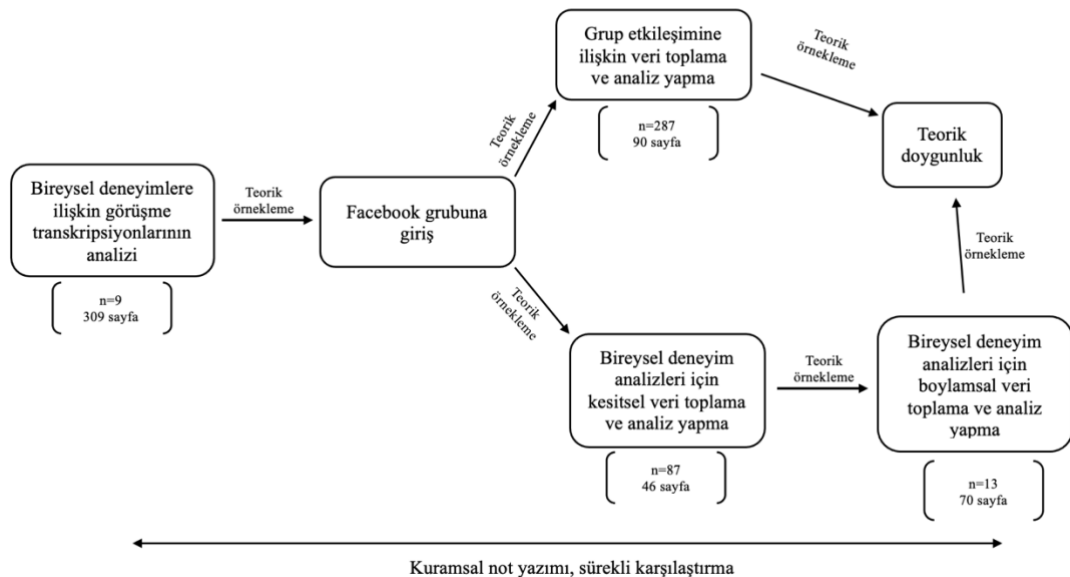 Bireysel deneyimlere
ilişkin görüşme
transkripsiyonlarının
analizi
n=9
309 sayfa
Teorik
örnekleme
Facebook grubuna
giriş
Teorik
örnekleme
Grup etkileşimine
ilişkin veri toplama
ve analiz yapma
n=287
90 sayfa
Teorik
örnekleme
Teorik
doygunluk
Teorik
örnekleme
Bireysel deneyim
analizleri için
kesitsel veri toplama
ve analiz yapma
n=87
46 sayfa
Teorik
örnekleme
Bireysel deneyim
analizleri için
boylamsal veri
toplama ve analiz
yapma
n=13
70 sayfa
Teorik
örnekleme
Kuramsal not yazımı, sürekli karşılaştırma